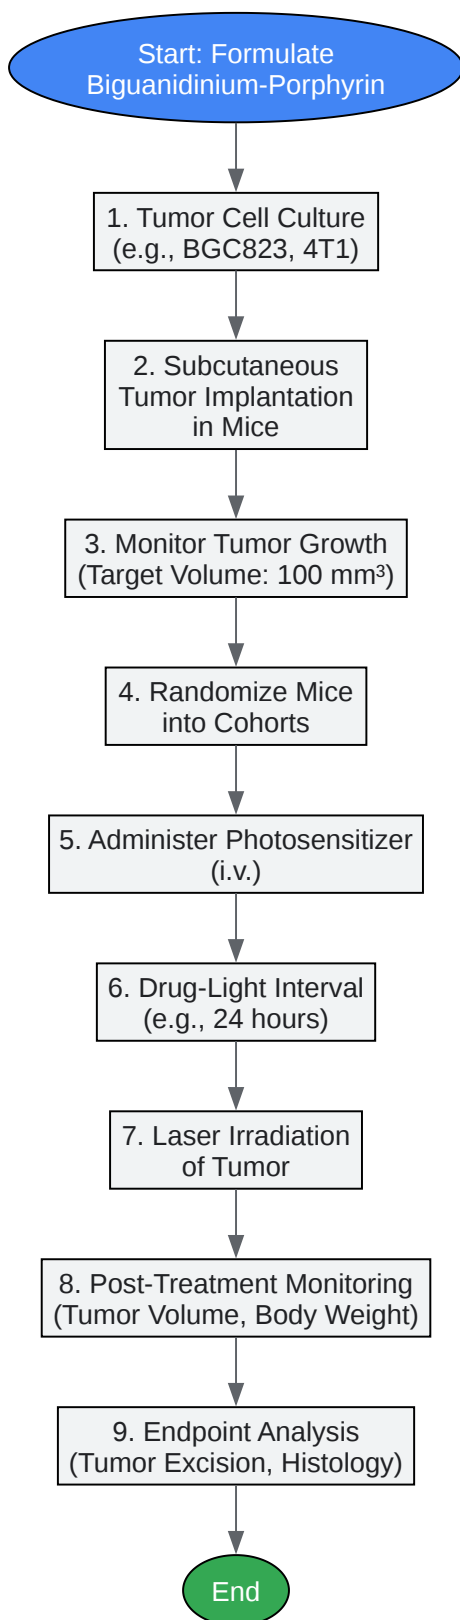 Start: Formulate
Biguanidinium-Porphyrin
1. Tumor Cell Culture
(e.g., BGC823, 4T1)
2. Subcutaneous
Tumor Implantation
in Mice
3. Monitor Tumor Growth
(Target Volume: 100 mm³)
4. Randomize Mice
into Cohorts
5. Administer Photosensitizer
(i.v.)
6. Drug-Light Interval
(e.g., 24 hours)
7. Laser Irradiation
of Tumor
8. Post-Treatment Monitoring
(Tumor Volume, Body Weight)
9. Endpoint Analysis
(Tumor Excision, Histology)
End